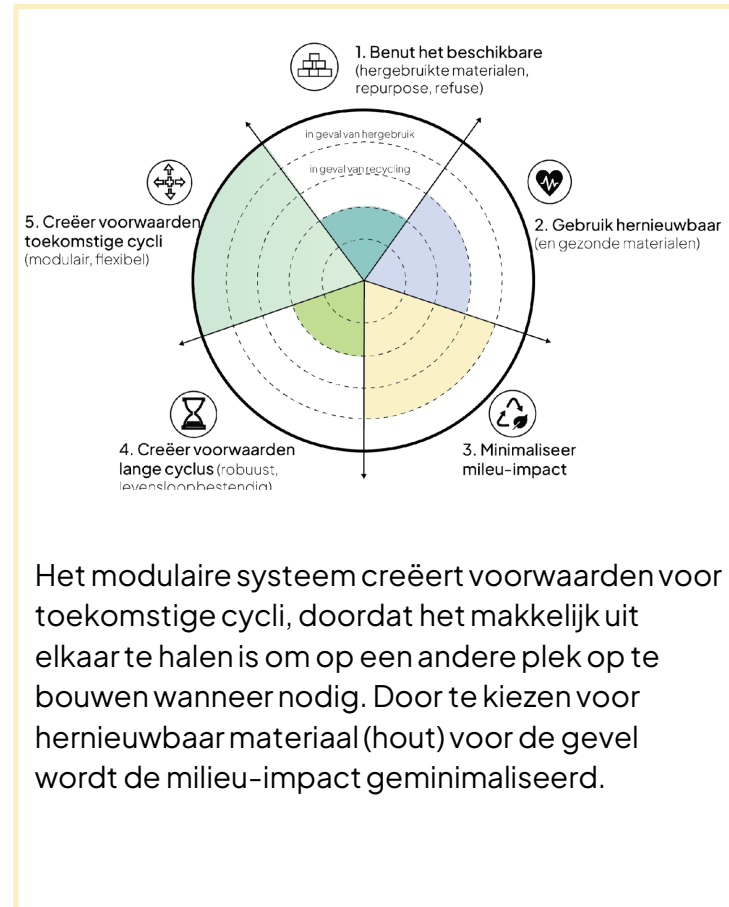 1. Benut het beschikbare
(hergebruikte materialen,
repurpose, refuse)
in geval van hergebruik
in geval van recycling
2. Gebruik hernieuwbaar
(en gezonde materialen)
3. Minimaliseer
mileu-impact
4. Creëer voorwaarden
lange cyclus (robuust,
levensloopbestendig)
5. Creëer voorwaarden
toekomstige cycli
(modulair, flexibel)
Het modulaire systeem creëert voorwaarden voor
toekomstige cycli, doordat het makkelijk uit
elkaar te halen is om op een andere plek op te
bouwen wanneer nodig. Door te kiezen voor
hernieuwbaar materiaal (hout) voor de gevel
wordt de milieu-impact geminimaliseerd.